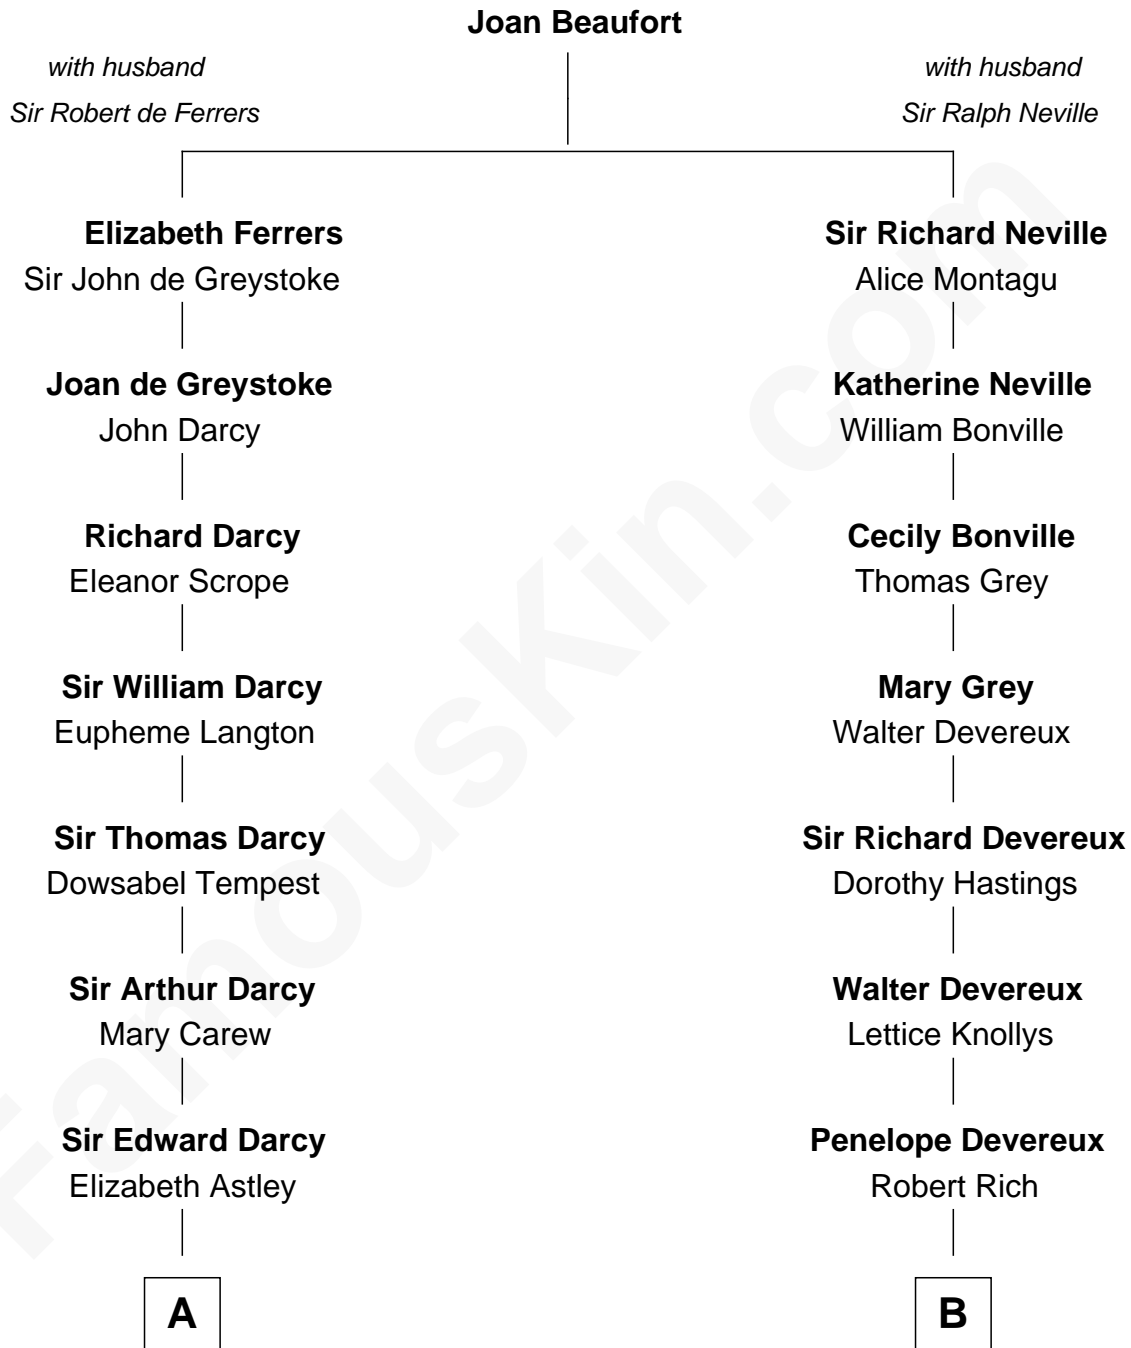 Joan Beaufort
with husband
Sir Robert de Ferrers
with husband
Sir Ralph Neville
Elizabeth Ferrers
Sir John de Greystoke
Sir Richard Neville
Alice Montagu
Joan de Greystoke
John Darcy
Katherine Neville
William Bonville
Richard Darcy
Eleanor Scrope
Cecily Bonville
Thomas Grey
Sir William Darcy
Eupheme Langton
Mary Grey
Walter Devereux
Sir Thomas Darcy
Dowsabel Tempest
Sir Richard Devereux
Dorothy Hastings
Sir Arthur Darcy
Mary Carew
Walter Devereux
Lettice Knollys
Sir Edward Darcy
Elizabeth Astley
Penelope Devereux
Robert Rich
A
B
FamousKin.com